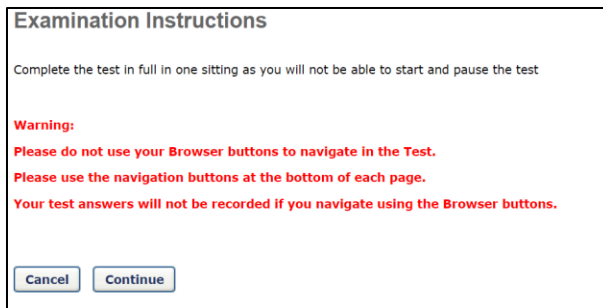 Examination Instructions
Complete the test in full in one sitting as you will not be able to start and pause the test
Warning:
Please do not use your Browser buttons to navigate in the Test.
Please use the navigation buttons at the bottom of each page.
Your test answers will not be recorded if you navigate using the Browser buttons.
Cancel Continue